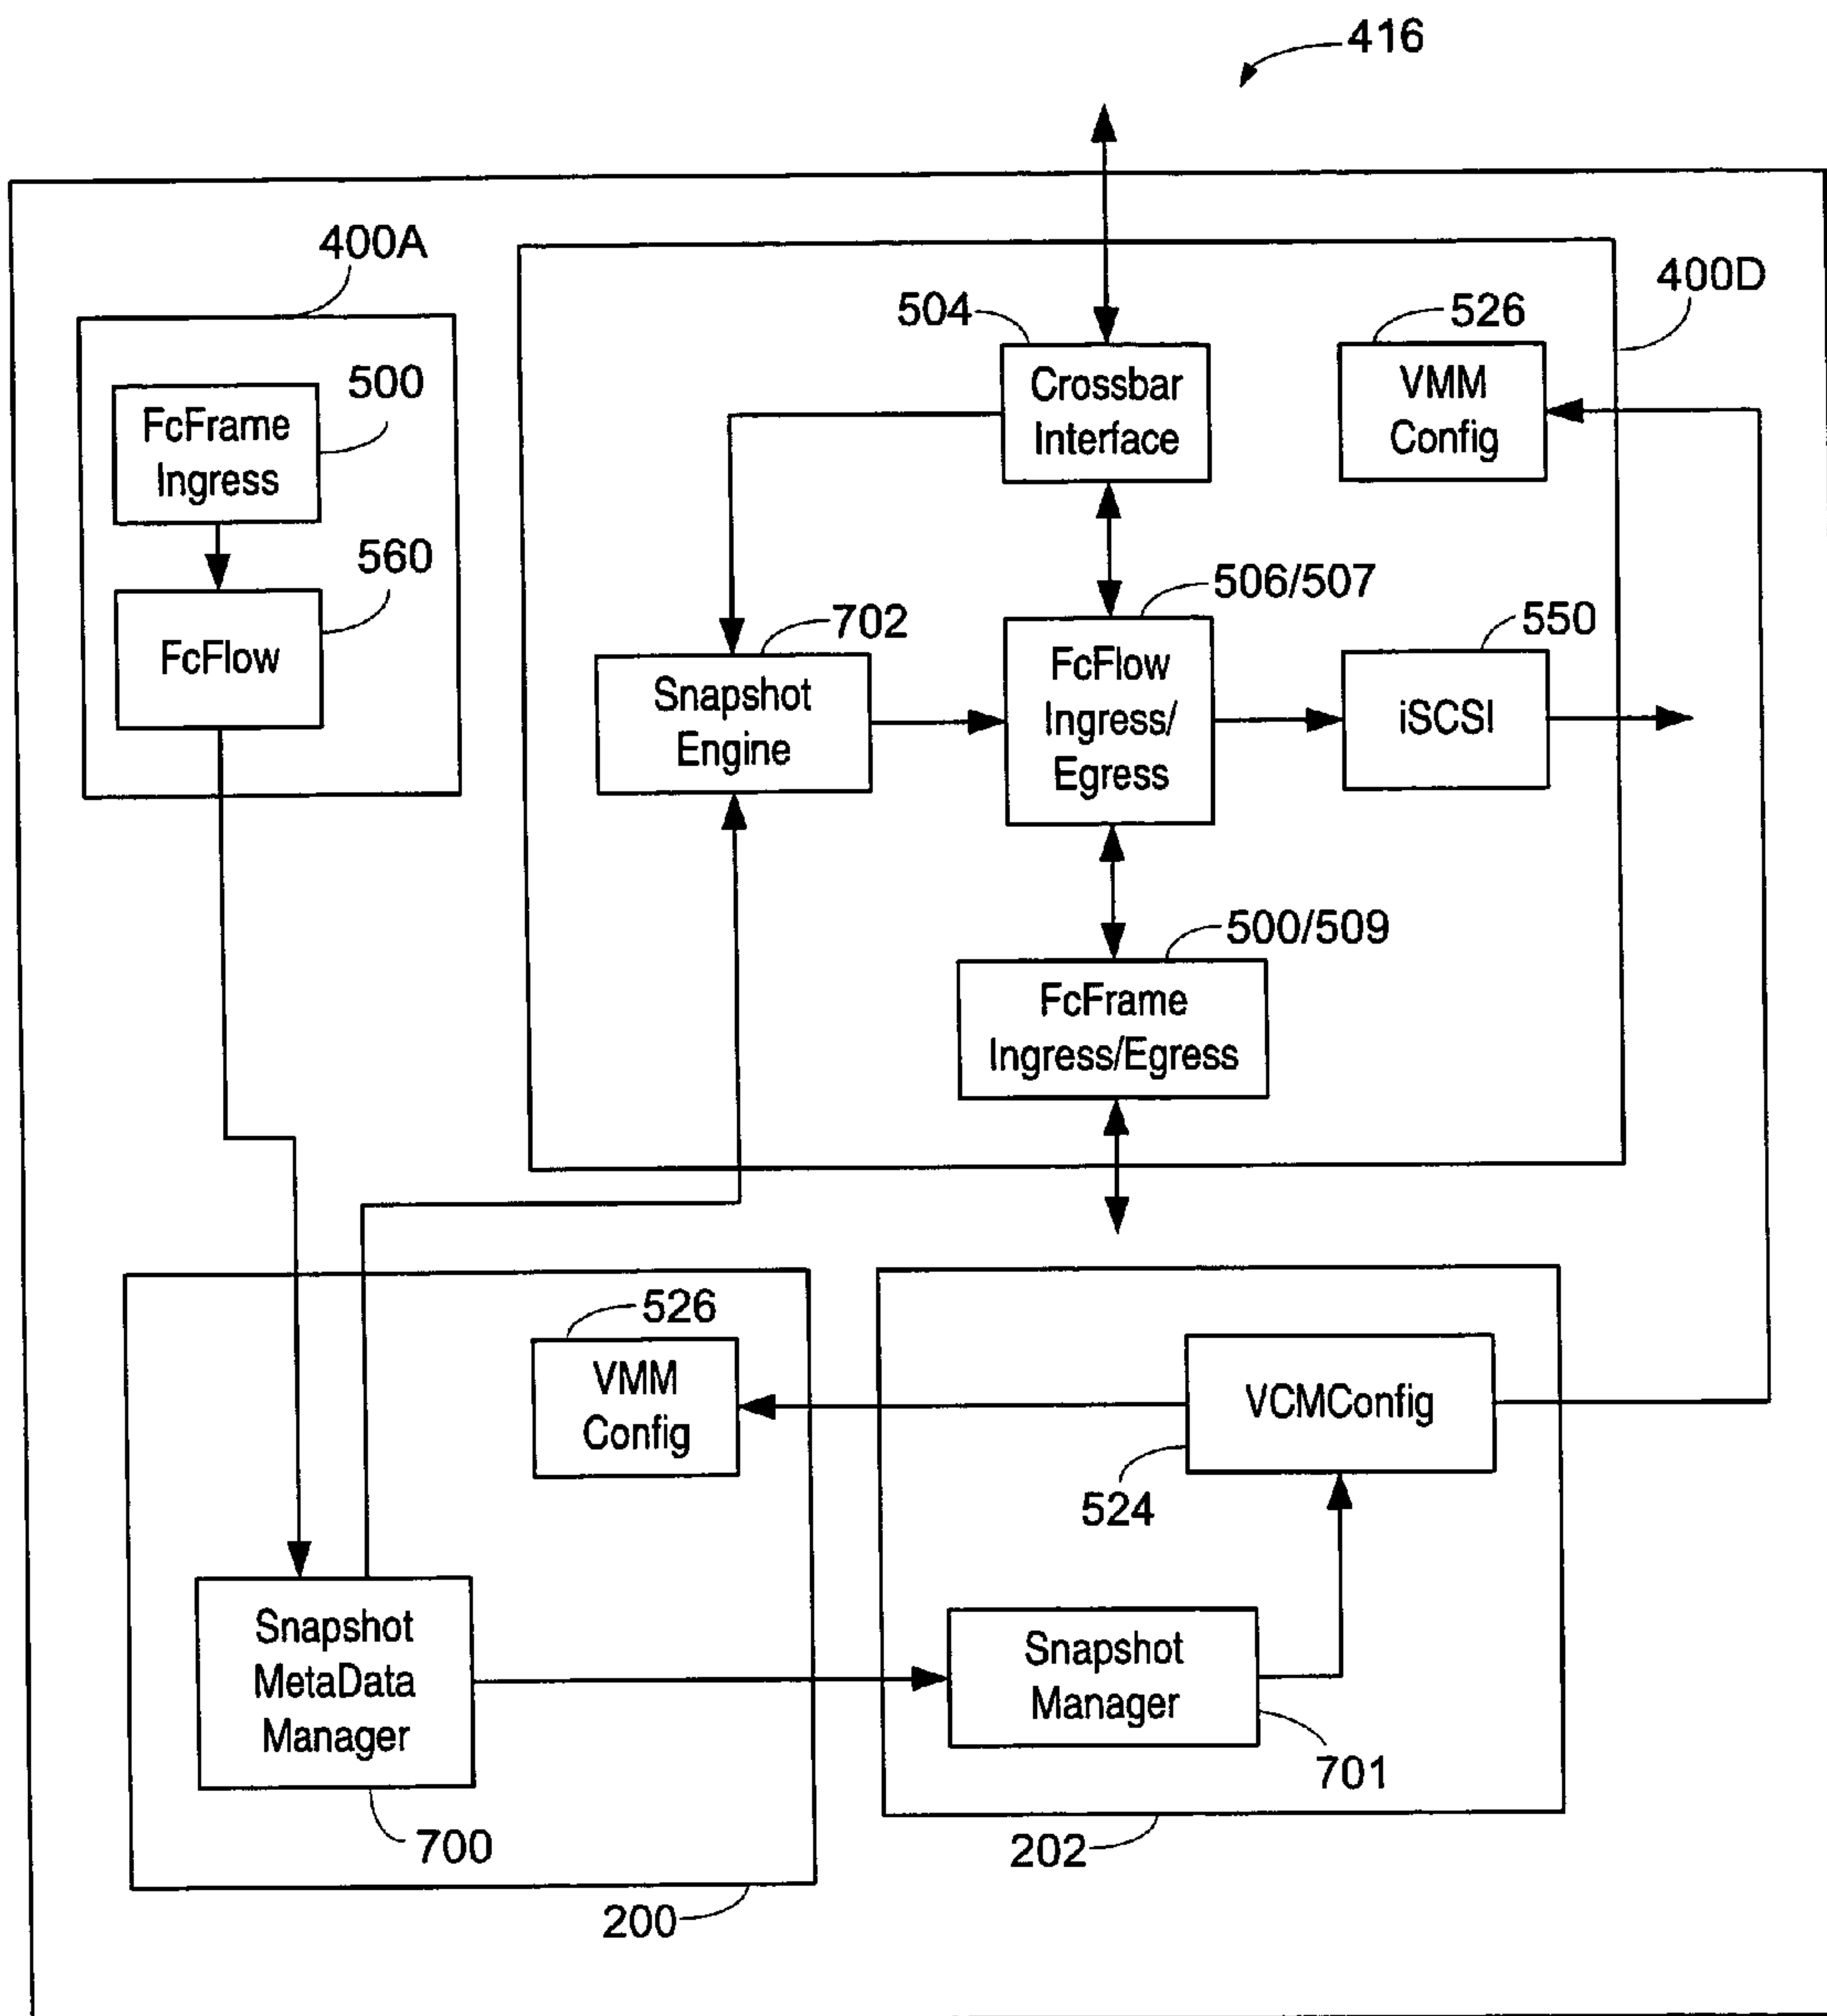 416
400A
400D
504
526
500
FcFrame
Ingress
Crossbar
Interface
VMM
Config
560
506/507
702
550
FcFlow
Snapshot
Engine
FcFlow
Ingress/
Egress
iSCSI
500/509
FcFrame
Ingress/Egress
526
VMM
Config
VCMConfig
524
Snapshot
MetaData
Manager
Snapshot
Manager
701
700
202
200